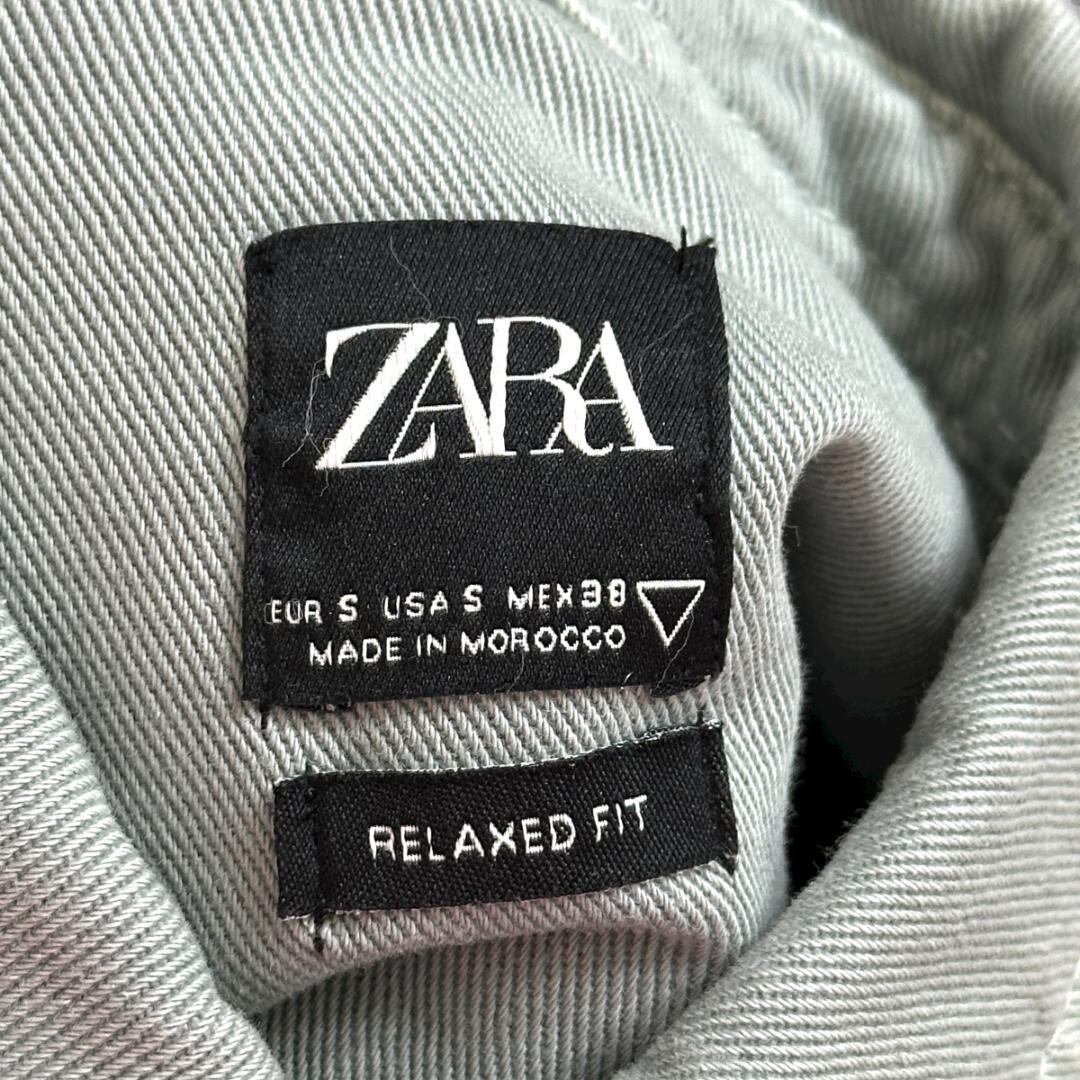 ZARA
EUR S USA S MEX 38
MADE IN MOROCCO
RELAXED FIT